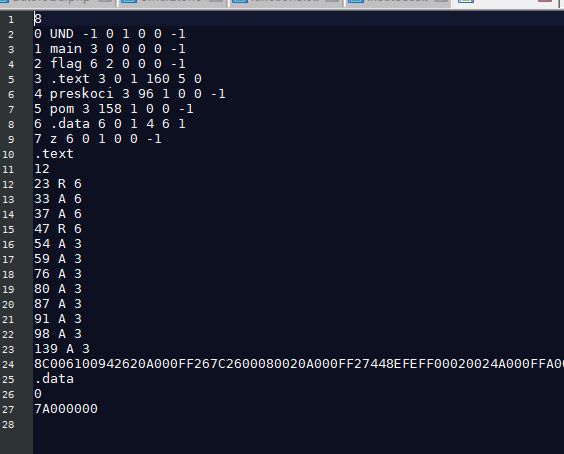 8
0 UND -1 0 1 0 0 -1
1 main 3 0 0 0 0 -1
2 flag 6 2 0 0 0 -1
3 .text 3 0 1 160 5 0
4 preskoci 3 96 1 0 0 -1
5 pom 3 158 1 0 0 -1
6 .data 6 0 1 4 6 1
7 z 6 0 1 0 0 -1
.text
12
23 R 6
33 A 6
37 A 6
47 R 6
54 A 3
59 A 3
76 A 3
80 A 3
87 A 3
91 A 3
98 A 3
139 A 3
8C006100942620A000FF267C2600080020A000FF27448EFEFF00020024A000FFA0
.data
0
7A000000